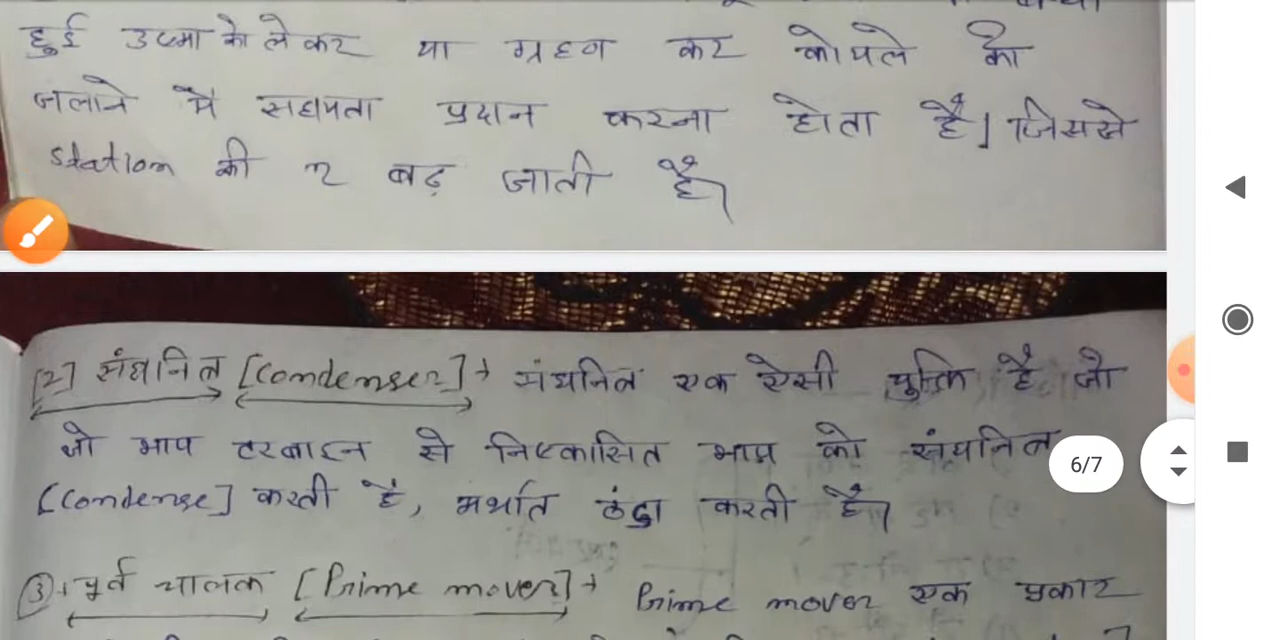 हुई उष्मा को लेकर या ग्रहण कर कोयले को
जलाने मे सहायता प्रदान करना होता है। जिससे
Station की η बढ़ जाती है।
[2] संघनित्र [Condenser] → संघनित्र एक ऐसी युक्ति है जो
जो भाप टरबाइन से निष्कासित भाप को संघनित
[Condense] करती है, अर्थात ठंढा करती है।
6/7
③ → पूर्व चालक [Prime mover] → Prime mover एक प्रकार